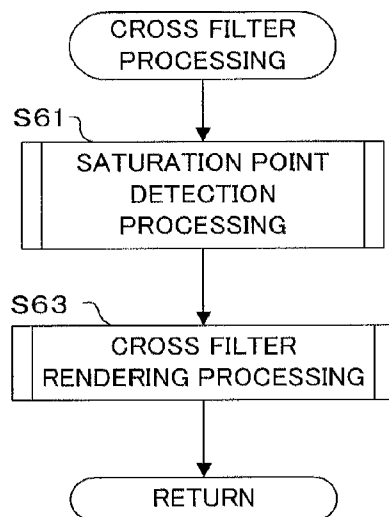 CROSS FILTER
PROCESSING
S61
SATURATION POINT
DETECTION
PROCESSING
S63
CROSS FILTER
RENDERING PROCESSING
RETURN